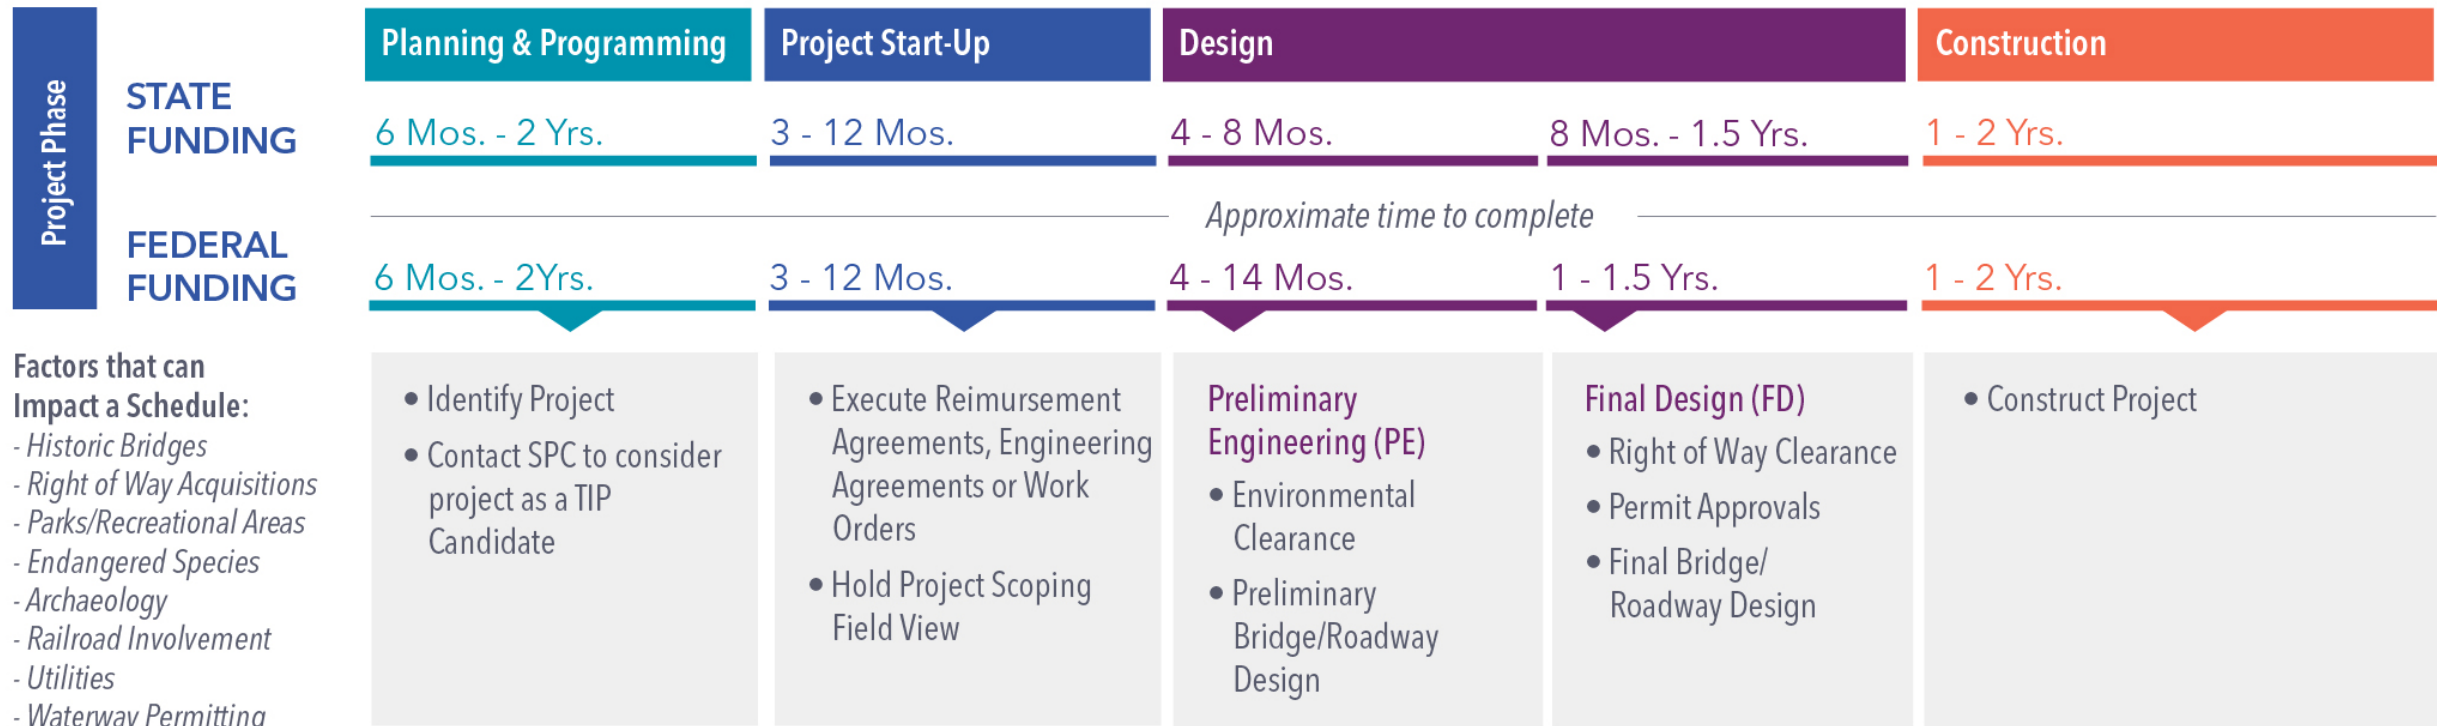 Project Phase
Planning & Programming
Project Start-Up
Design
Construction
STATE
FUNDING
6 Mos. - 2 Yrs.
3 - 12 Mos.
4 - 8 Mos.
8 Mos. - 1.5 Yrs.
1 - 2 Yrs.
Approximate time to complete
FEDERAL
FUNDING
6 Mos. - 2Yrs.
3 - 12 Mos.
4 - 14 Mos.
1 - 1.5 Yrs.
1 - 2 Yrs.
Factors that can
Impact a Schedule:
- Historic Bridges
- Right of Way Acquisitions
- Parks/Recreational Areas
- Endangered Species
- Archaeology
- Railroad Involvement
- Utilities
- Waterway Permitting
• Identify Project
• Contact SPC to consider
project as a TIP
Candidate
• Execute Reimursement
Agreements, Engineering
Agreements or Work
Orders
• Hold Project Scoping
Field View
Preliminary
Engineering (PE)
• Environmental
Clearance
• Preliminary
Bridge/Roadway
Design
Final Design (FD)
• Right of Way Clearance
• Permit Approvals
• Final Bridge/
Roadway Design
• Construct Project